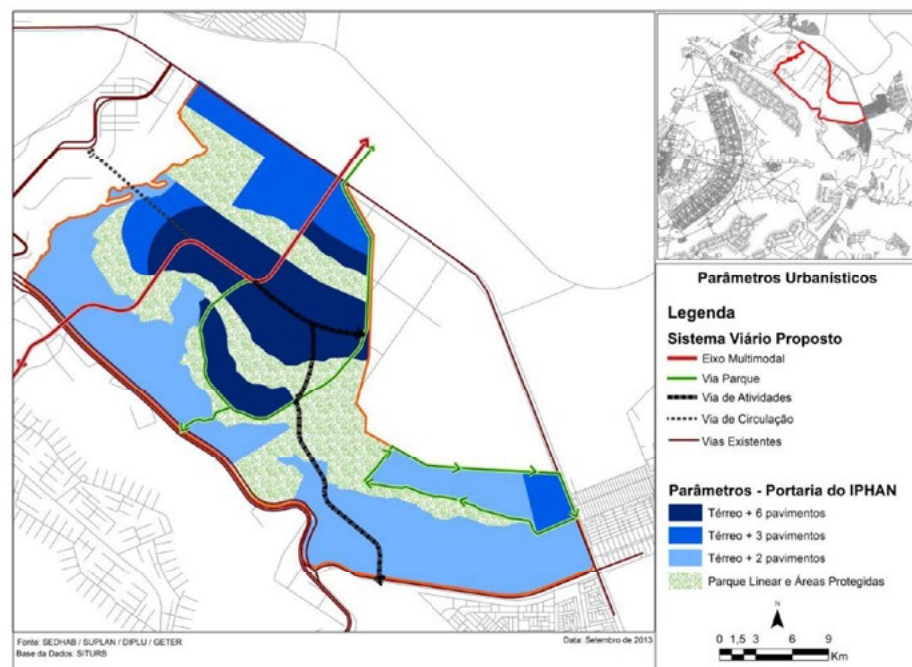 Parâmetros Urbanísticos
Legenda
Sistema Viário Proposto
Eixo Multimodal
Via Parque
Via de Atividades
Via de Circulação
Vias Existentes
Parâmetros - Portaria do IPHAN
Térreo + 6 pavimentos
Térreo + 3 pavimentos
Térreo + 2 pavimentos
Parque Linear e Áreas Protegidas
N
0 1,5 3 6 9
Km
Fonte: SEDHAB / SUPLAN / DIPLU / GETER
Base da Dados: SITURB
Data: Setembro de 2013